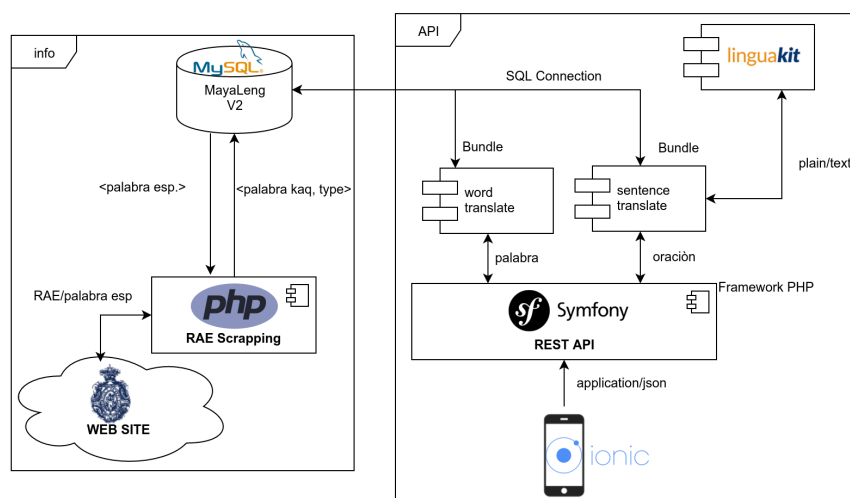 info
MySQL
MayaLeng
V2
<palabra esp.>
<palabra kaq, type>
RAE/palabra esp
php
RAE Scrapping
WEB SITE
API
SQL Connection
linguakit
Bundle
Bundle
plain/text
word
translate
sentence
translate
palabra
oraciòn
Framework PHP
sf Symfony
REST API
application/json
ionic